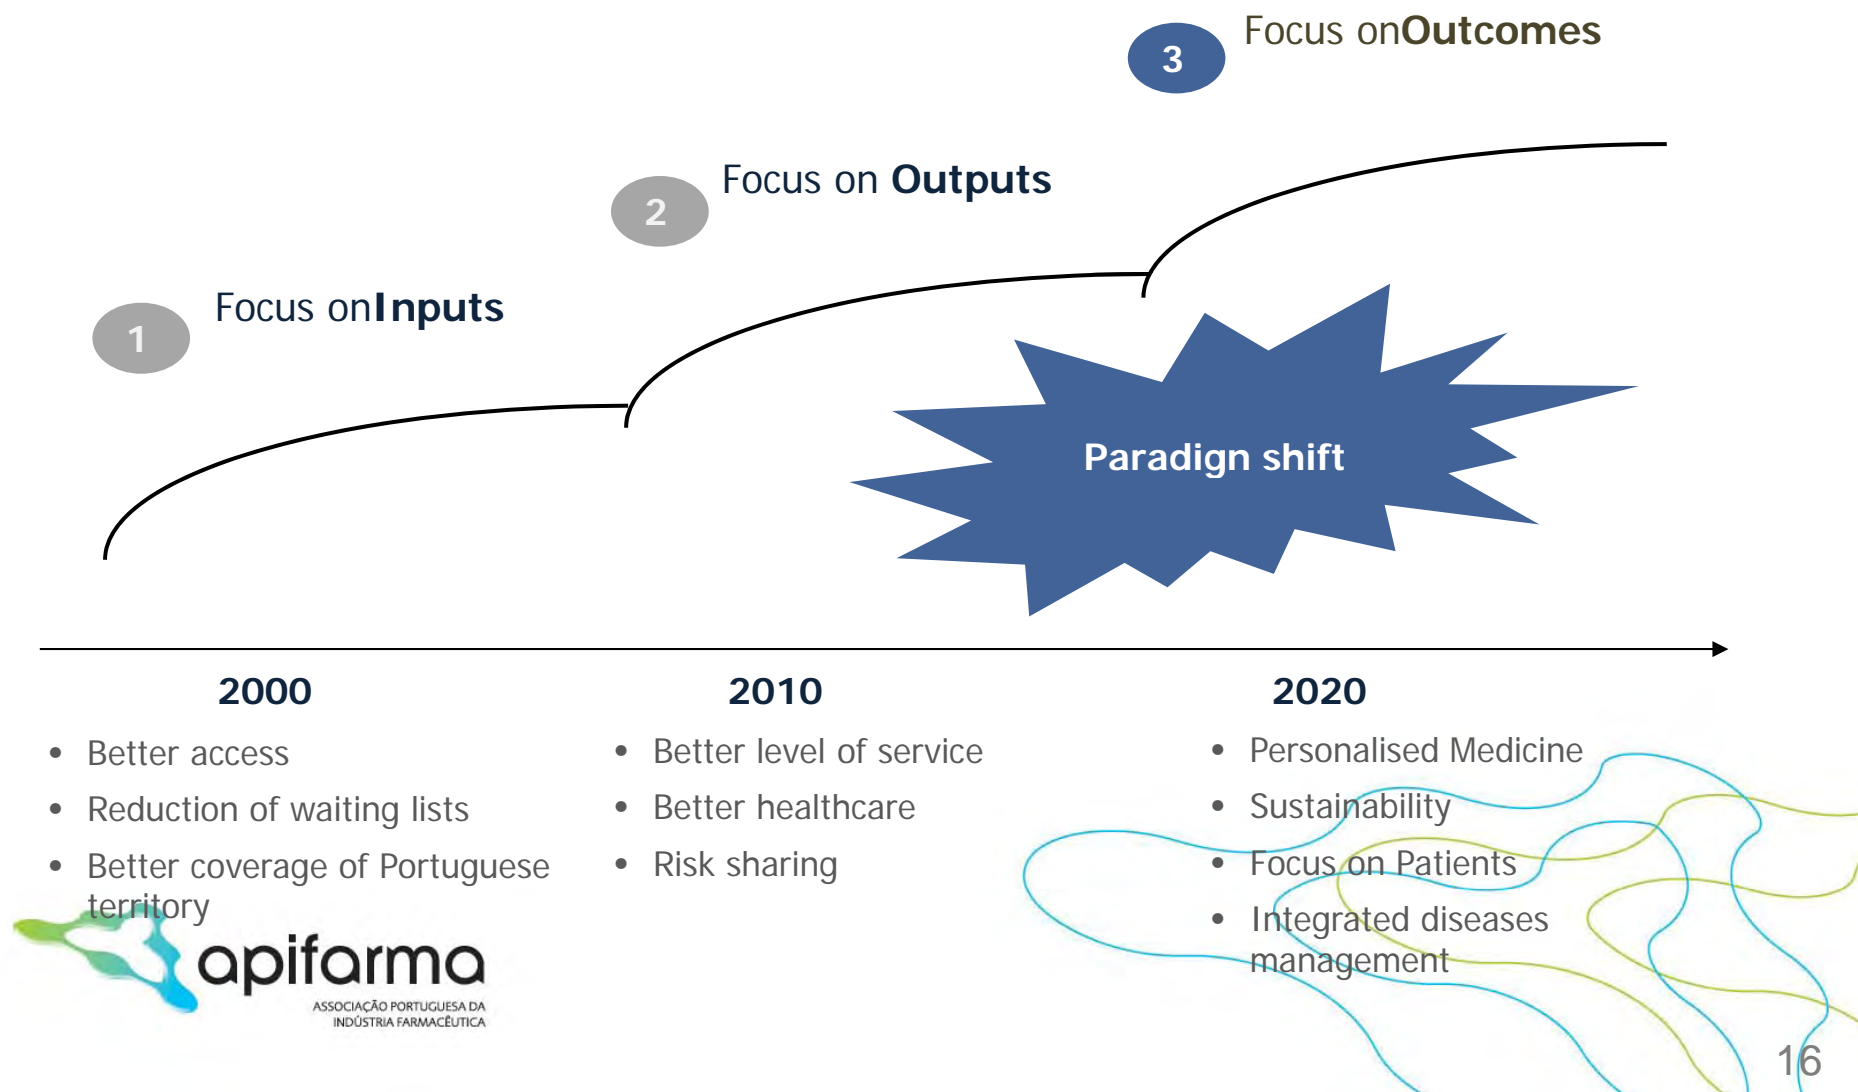 3
Focus onOutcomes
2
Focus on Outputs
1
Focus onInputs
Paradign shift
2000
2010
2020
• Better access
• Reduction of waiting lists
• Better coverage of Portuguese
territory
• Better level of service
• Better healthcare
• Risk sharing
• Personalised Medicine
• Sustainability
• Focus on Patients
• Integrated diseases
management
apifarma
ASSOCIAÇÃO PORTUGUESA DA
INDÚSTRIA FARMACÊUTICA
16